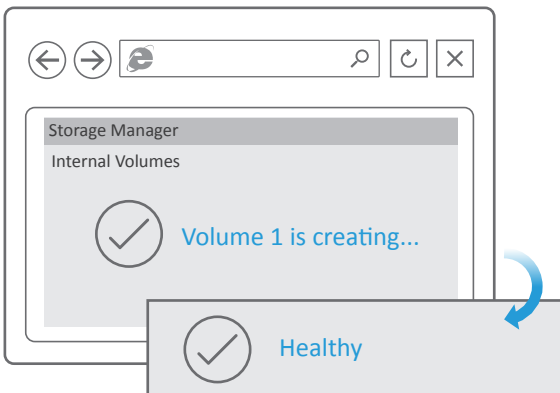 Storage Manager
Internal Volumes
Volume 1 is creating...
Healthy